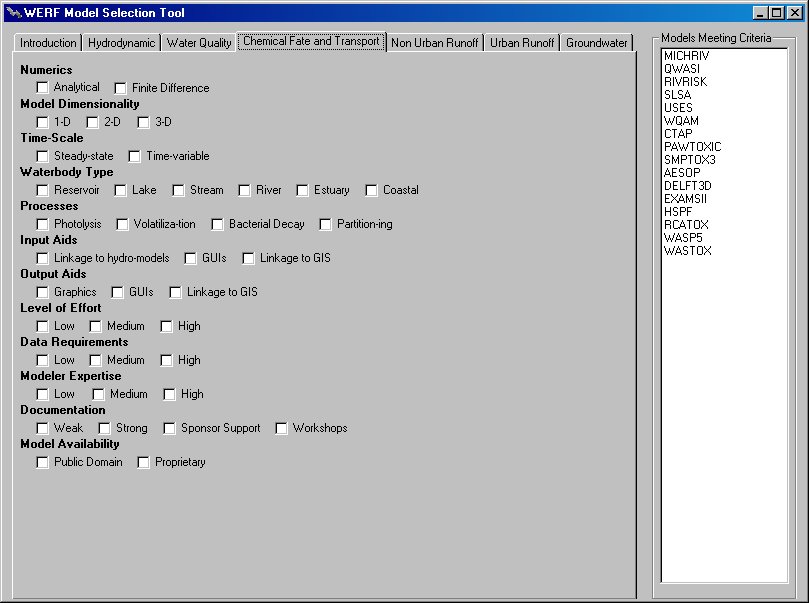 WERF Model Selection Tool
Introduction Hydrodynamic Water Quality Chemical Fate and Transport Non Urban Runoff Urban Runoff Groundwater
Numerics
Analytical Finite Difference
Model Dimensionality
1-D 2-D 3-D
Time-Scale
Steady-state Time-variable
Waterbody Type
Reservoir Lake Stream River Estuary Coastal
Processes
Photolysis Volatiliza-tion Bacterial Decay Partition-ing
Input Aids
Linkage to hydro-models GUIs Linkage to GIS
Output Aids
Graphics GUIs Linkage to GIS
Level of Effort
Low Medium High
Data Requirements
Low Medium High
Modeler Expertise
Low Medium High
Documentation
Weak Strong Sponsor Support Workshops
Model Availability
Public Domain Proprietary
Models Meeting Criteria
MICHRIV
QWASI
RIVRISK
SLSA
USES
WQAM
CTAP
PAWTOXIC
SMPTOX3
AESOP
DELFT3D
EXAMSII
HSPF
RCATOX
WASP5
WASTOX